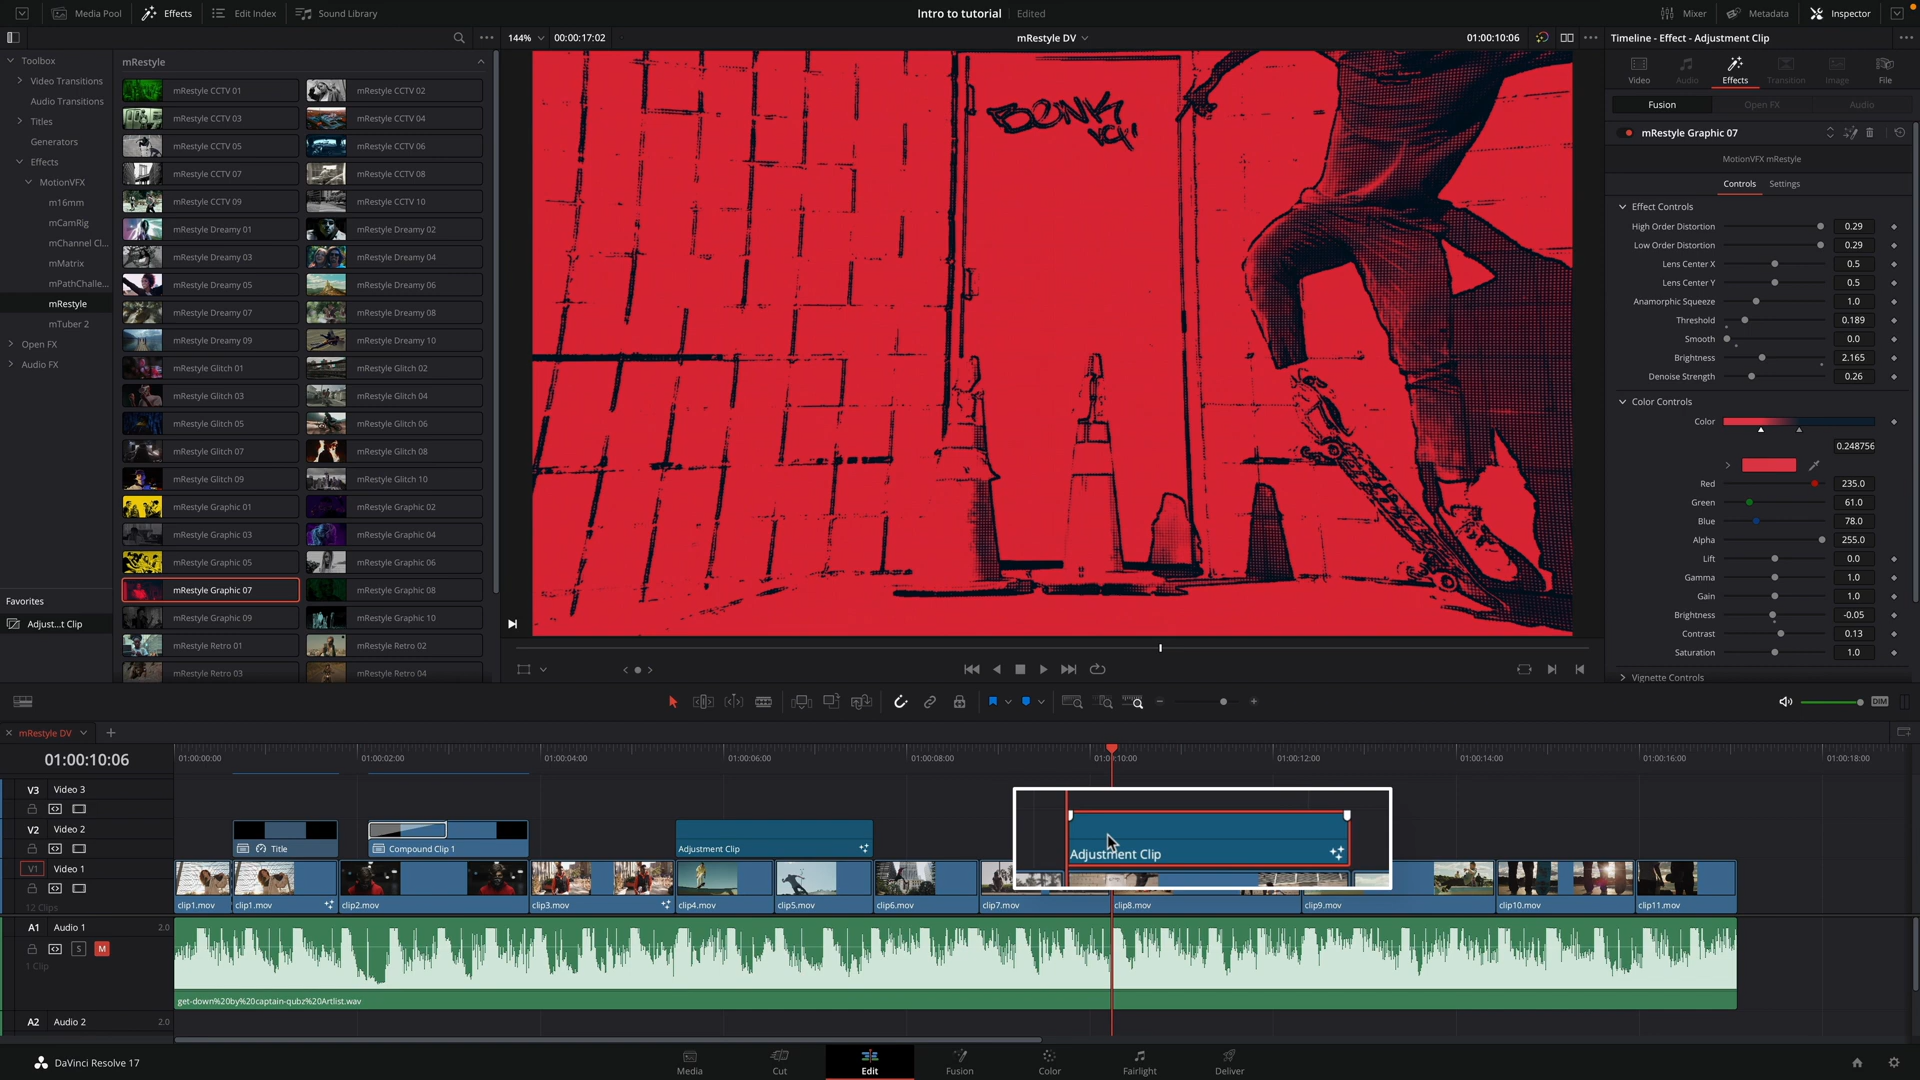 Media Pool
Effects
Edit Index
Sound Library
Intro to tutorial
Edited
Mixer
Metadata
Inspector
144%
00:00:17:02
mRestyle DV
01:00:10:06
Timeline - Effect - Adjustment Clip
Toolbox
Video Transitions
Audio Transitions
Titles
Generators
Effects
MotionVFX
m16mm
mCamRig
mChannel Cl...
mMatrix
mPathChalle...
mRestyle
mTuber 2
Open FX
Audio FX
Favorites
Adjust...t Clip
mRestyle
mRestyle CCTV 01
mRestyle CCTV 02
mRestyle CCTV 03
mRestyle CCTV 04
mRestyle CCTV 05
mRestyle CCTV 06
mRestyle CCTV 07
mRestyle CCTV 08
mRestyle CCTV 09
mRestyle CCTV 10
mRestyle Dreamy 01
mRestyle Dreamy 02
mRestyle Dreamy 03
mRestyle Dreamy 04
mRestyle Dreamy 05
mRestyle Dreamy 06
mRestyle Dreamy 07
mRestyle Dreamy 08
mRestyle Dreamy 09
mRestyle Dreamy 10
mRestyle Glitch 01
mRestyle Glitch 02
mRestyle Glitch 03
mRestyle Glitch 04
mRestyle Glitch 05
mRestyle Glitch 06
mRestyle Glitch 07
mRestyle Glitch 08
mRestyle Glitch 09
mRestyle Glitch 10
mRestyle Graphic 01
mRestyle Graphic 02
mRestyle Graphic 03
mRestyle Graphic 04
mRestyle Graphic 05
mRestyle Graphic 06
mRestyle Graphic 07
mRestyle Graphic 08
mRestyle Graphic 09
mRestyle Graphic 10
mRestyle Retro 01
mRestyle Retro 02
mRestyle Retro 03
mRestyle Retro 04
BONK
Video
Audio
Effects
Transition
Image
File
Fusion
Open FX
Audio
mRestyle Graphic 07
MotionVFX mRestyle
Controls
Settings
Effect Controls
High Order Distortion 0.29
Low Order Distortion 0.29
Lens Center X 0.5
Lens Center Y 0.5
Anamorphic Squeeze 1.0
Threshold 0.189
Smooth 0.0
Brightness 2.165
Denoise Strength 0.26
Color Controls
Color
0.248756
Red 235.0
Green 61.0
Blue 78.0
Alpha 255.0
Lift 0.0
Gamma 1.0
Gain 1.0
Brightness -0.05
Contrast 0.13
Saturation 1.0
Vignette Controls
DIM
mRestyle DV
01:00:10:06
01:00:00:00
01:00:02:00
01:00:04:00
01:00:06:00
01:00:08:00
01:00:10:00
01:00:12:00
01:00:14:00
01:00:16:00
01:00:18:00
V3 Video 3
V2 Video 2
Title
Compound Clip 1
Adjustment Clip
Adjustment Clip
V1 Video 1
12 Clips
clip1.mov
clip1.mov
clip2.mov
clip3.mov
clip4.mov
clip5.mov
clip6.mov
clip7.mov
clip8.mov
clip9.mov
clip10.mov
clip11.mov
A1 Audio 1 2.0
S
M
1 Clip
get-down%20by%20captain-qubz%20Artlist.wav
A2 Audio 2 2.0
DaVinci Resolve 17
Media
Cut
Edit
Fusion
Color
Fairlight
Deliver